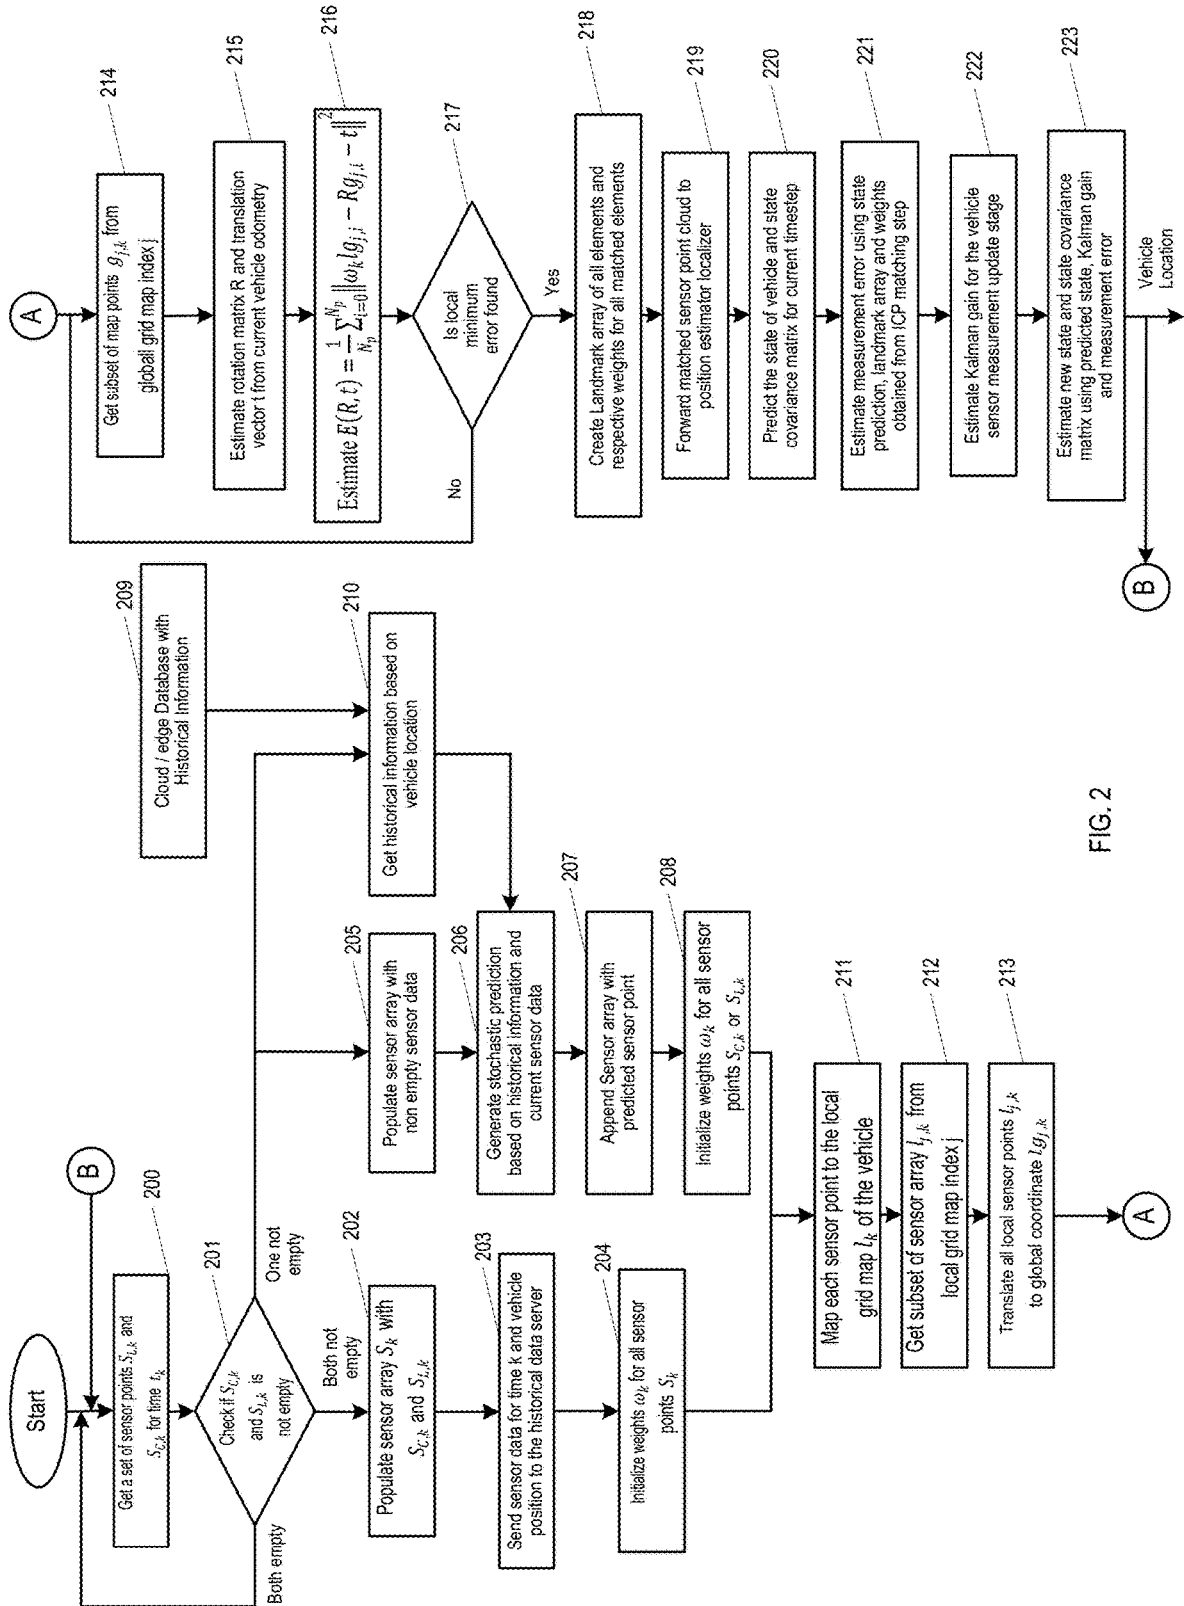 Start
B
Get a set of sensor points S_{L,k} and
S_{C,k} for time t_k
200
Check if S_{C,k}
and S_{L,k} is
not empty
201
Both empty
One not
empty
Both not
empty
Populate sensor array S_k with
S_{C,k} and S_{L,k}
202
Send sensor data for time k and vehicle
position to the historical data server
203
Initialize weights ω_k for all sensor
points S_k
204
Populate sensor array with
non empty sensor data
205
Generate stochastic prediction
based on historical information and
current sensor data
206
Append Sensor array with
predicted sensor point
207
Initialize weights ω_k for all sensor
points S_{C,k} or S_{L,k}
208
Cloud / edge Database with
Historical Information
209
Get historical information based on
vehicle location
210
Map each sensor point to the local
grid map l_k of the vehicle
211
Get subset of sensor array l_{j,k} from
local grid map index j
212
Translate all local sensor points l_{j,k}
to global coordinate lg_{j,k}
213
A
FIG. 2
A
Get subset of map points g_{j,k} from
globall grid map index j
214
Estimate rotation matrix R and translation
vector t from current vehicle odometry
215
Estimate E(R,t) = \frac{1}{N_p} \sum_{i=0}^{N_p} ||ω_k lg_{j,i} − Rg_{j,i} − t||^2
216
Is local
minimum
error found
217
No
Yes
Create Landmark array of all elements and
respective weights for all matched elements
218
Forward matched sensor point cloud to
position estimator localizer
219
Predict the state of vehicle and state
covariance matrix for current timestep
220
Estimate measurement error using state
prediction, landmark array and weights
obtained from ICP matching step
221
Estimate Kalman gain for the vehicle
sensor measurement update stage
222
Estimate new state and state covariance
matrix using predicted state, Kalman gain
and measurement error
223
Vehicle
Location
B